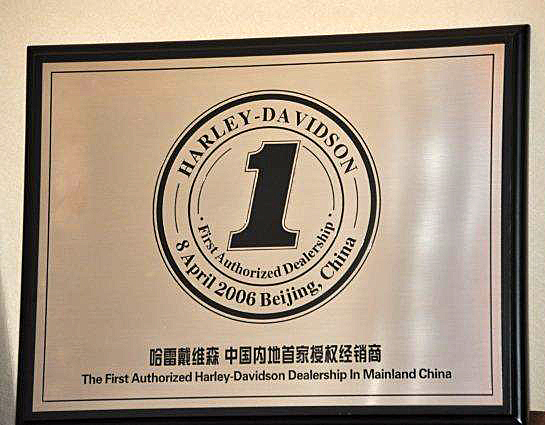 HARLEY-DAVIDSON
1
· First Authorized Dealership ·
8 April 2006 Beijing, China
哈雷戴维森 中国内地首家授权经销商
The First Authorized Harley-Davidson Dealership In Mainland China